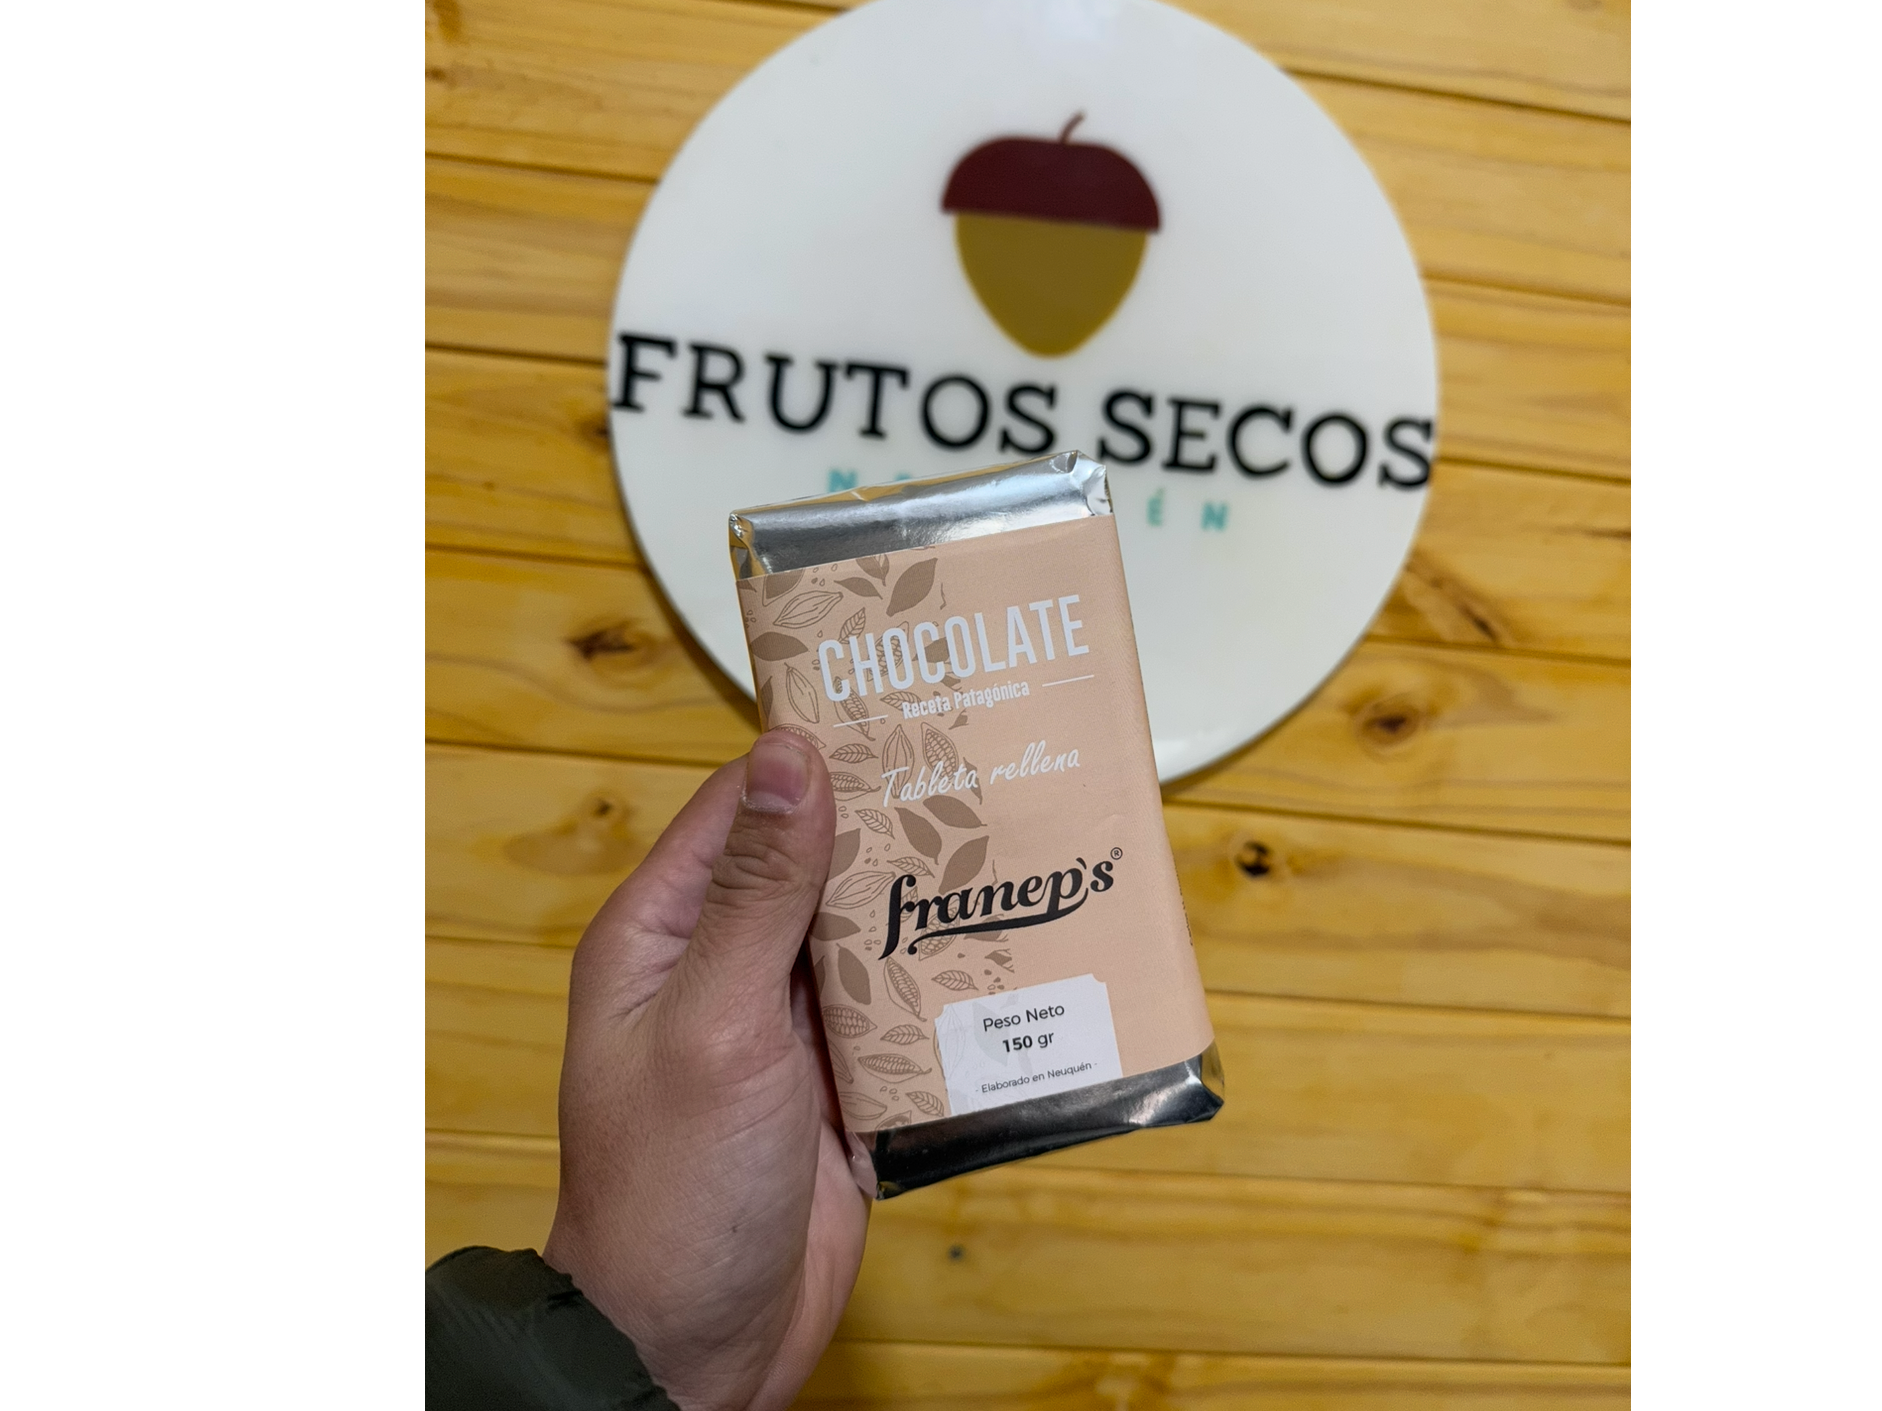 FRUTOS SECOS
CHOCOLATE
Receta Patagónica
Tableta rellena
franep's®
Peso Neto
150 gr
- Elaborado en Neuquén -